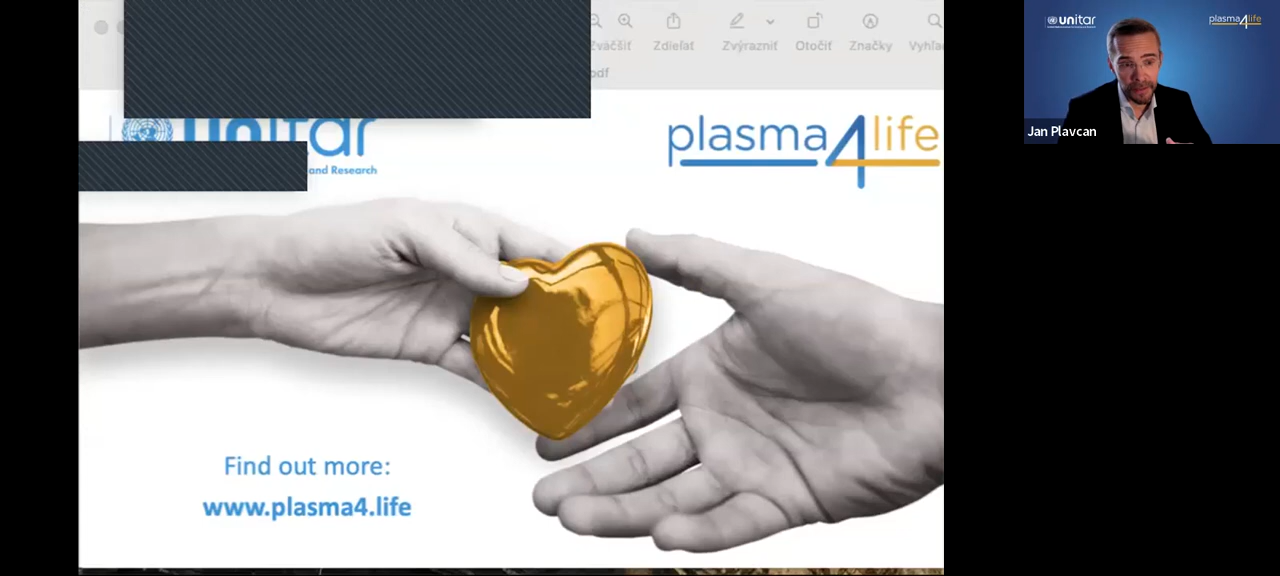 Zväčšiť Zdieľať Zvýrazniť Otočiť Značky
pdf
unitar
and Research
plasma4life
Find out more:
www.plasma4.life
unitar
plasma4life
Jan Plavcan